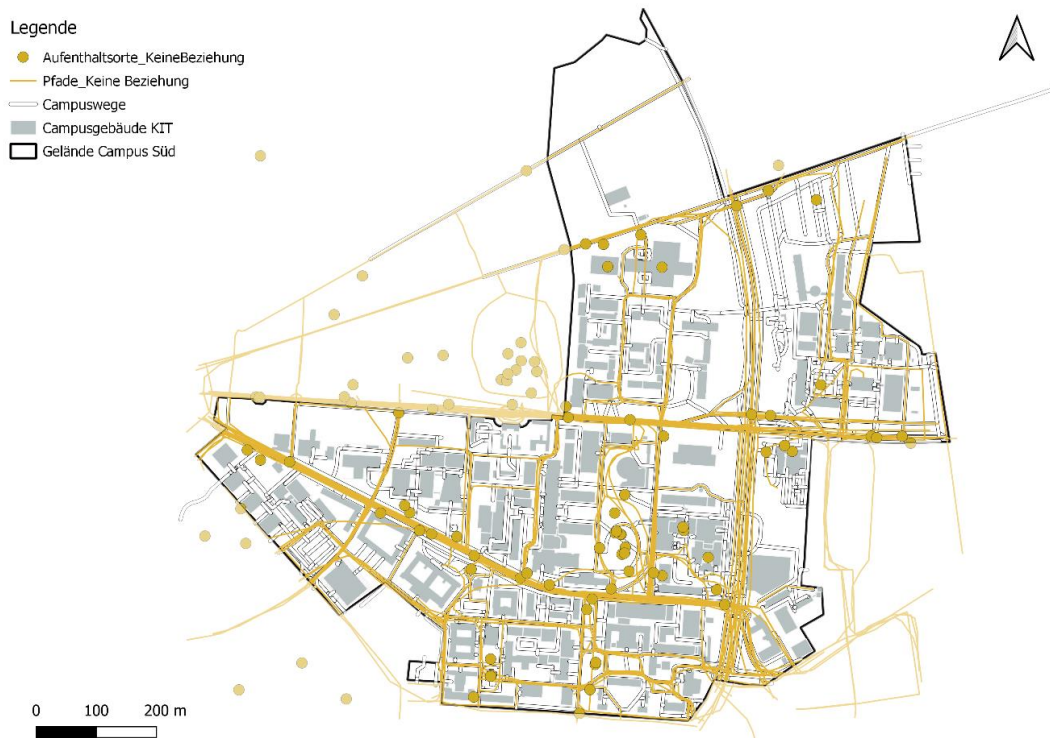 Legende
Aufenthaltsorte_KeineBeziehung
Pfade_Keine Beziehung
Campuswege
Campusgebäude KIT
Gelände Campus Süd
0 100 200 m